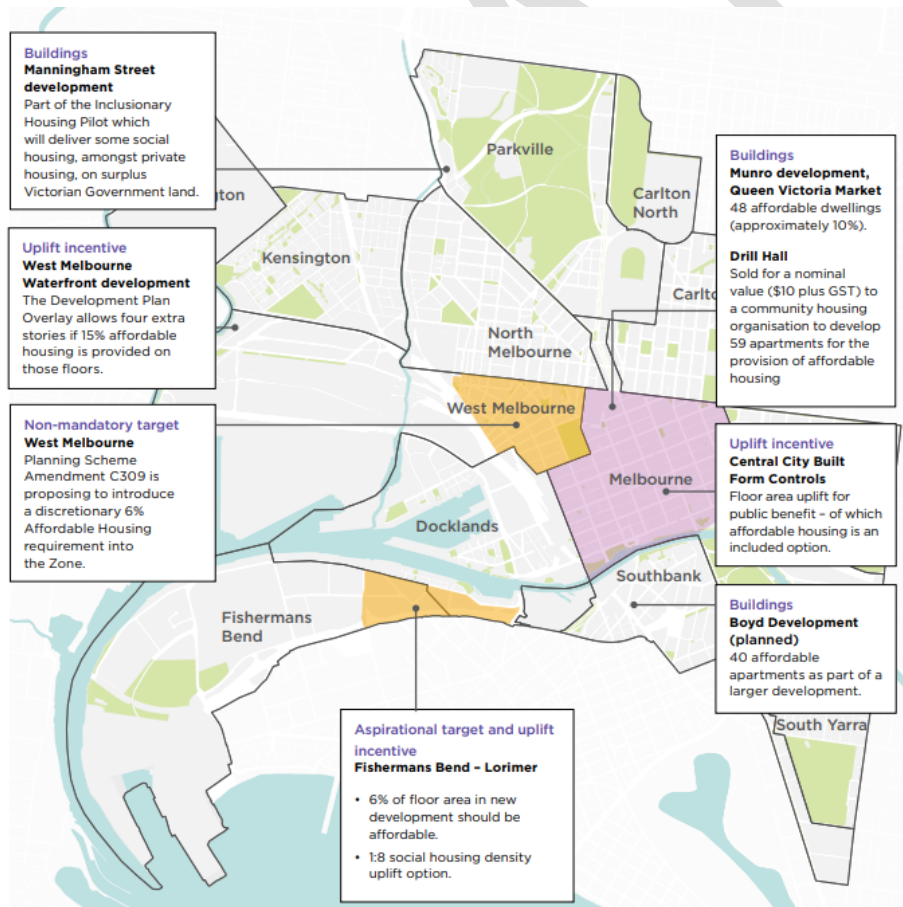 Buildings
Manningham Street
development
Part of the Inclusionary
Housing Pilot which
will deliver some social
housing, amongst private
housing, on surplus
Victorian Government land.
Uplift incentive
West Melbourne
Waterfront development
The Development Plan
Overlay allows four extra
stories if 15% affordable
housing is provided on
those floors.
Non-mandatory target
West Melbourne
Planning Scheme
Amendment C309 is
proposing to introduce
a discretionary 6%
Affordable Housing
requirement into
the Zone.
Parkville
Carlton
North
gton
Kensington
Carlt
North
Melbourne
West Melbourne
Melbourne
Docklands
Southbank
Fishermans
Bend
South Yarra
Buildings
Munro development,
Queen Victoria Market
48 affordable dwellings
(approximately 10%).
Drill Hall
Sold for a nominal
value ($10 plus GST) to
a community housing
organisation to develop
59 apartments for the
provision of affordable
housing
Uplift incentive
Central City Built
Form Controls
Floor area uplift for
public benefit – of which
affordable housing is an
included option.
Buildings
Boyd Development
(planned)
40 affordable
apartments as part of a
larger development.
Aspirational target and uplift
incentive
Fishermans Bend – Lorimer
• 6% of floor area in new
development should be
affordable.
• 1:8 social housing density
uplift option.